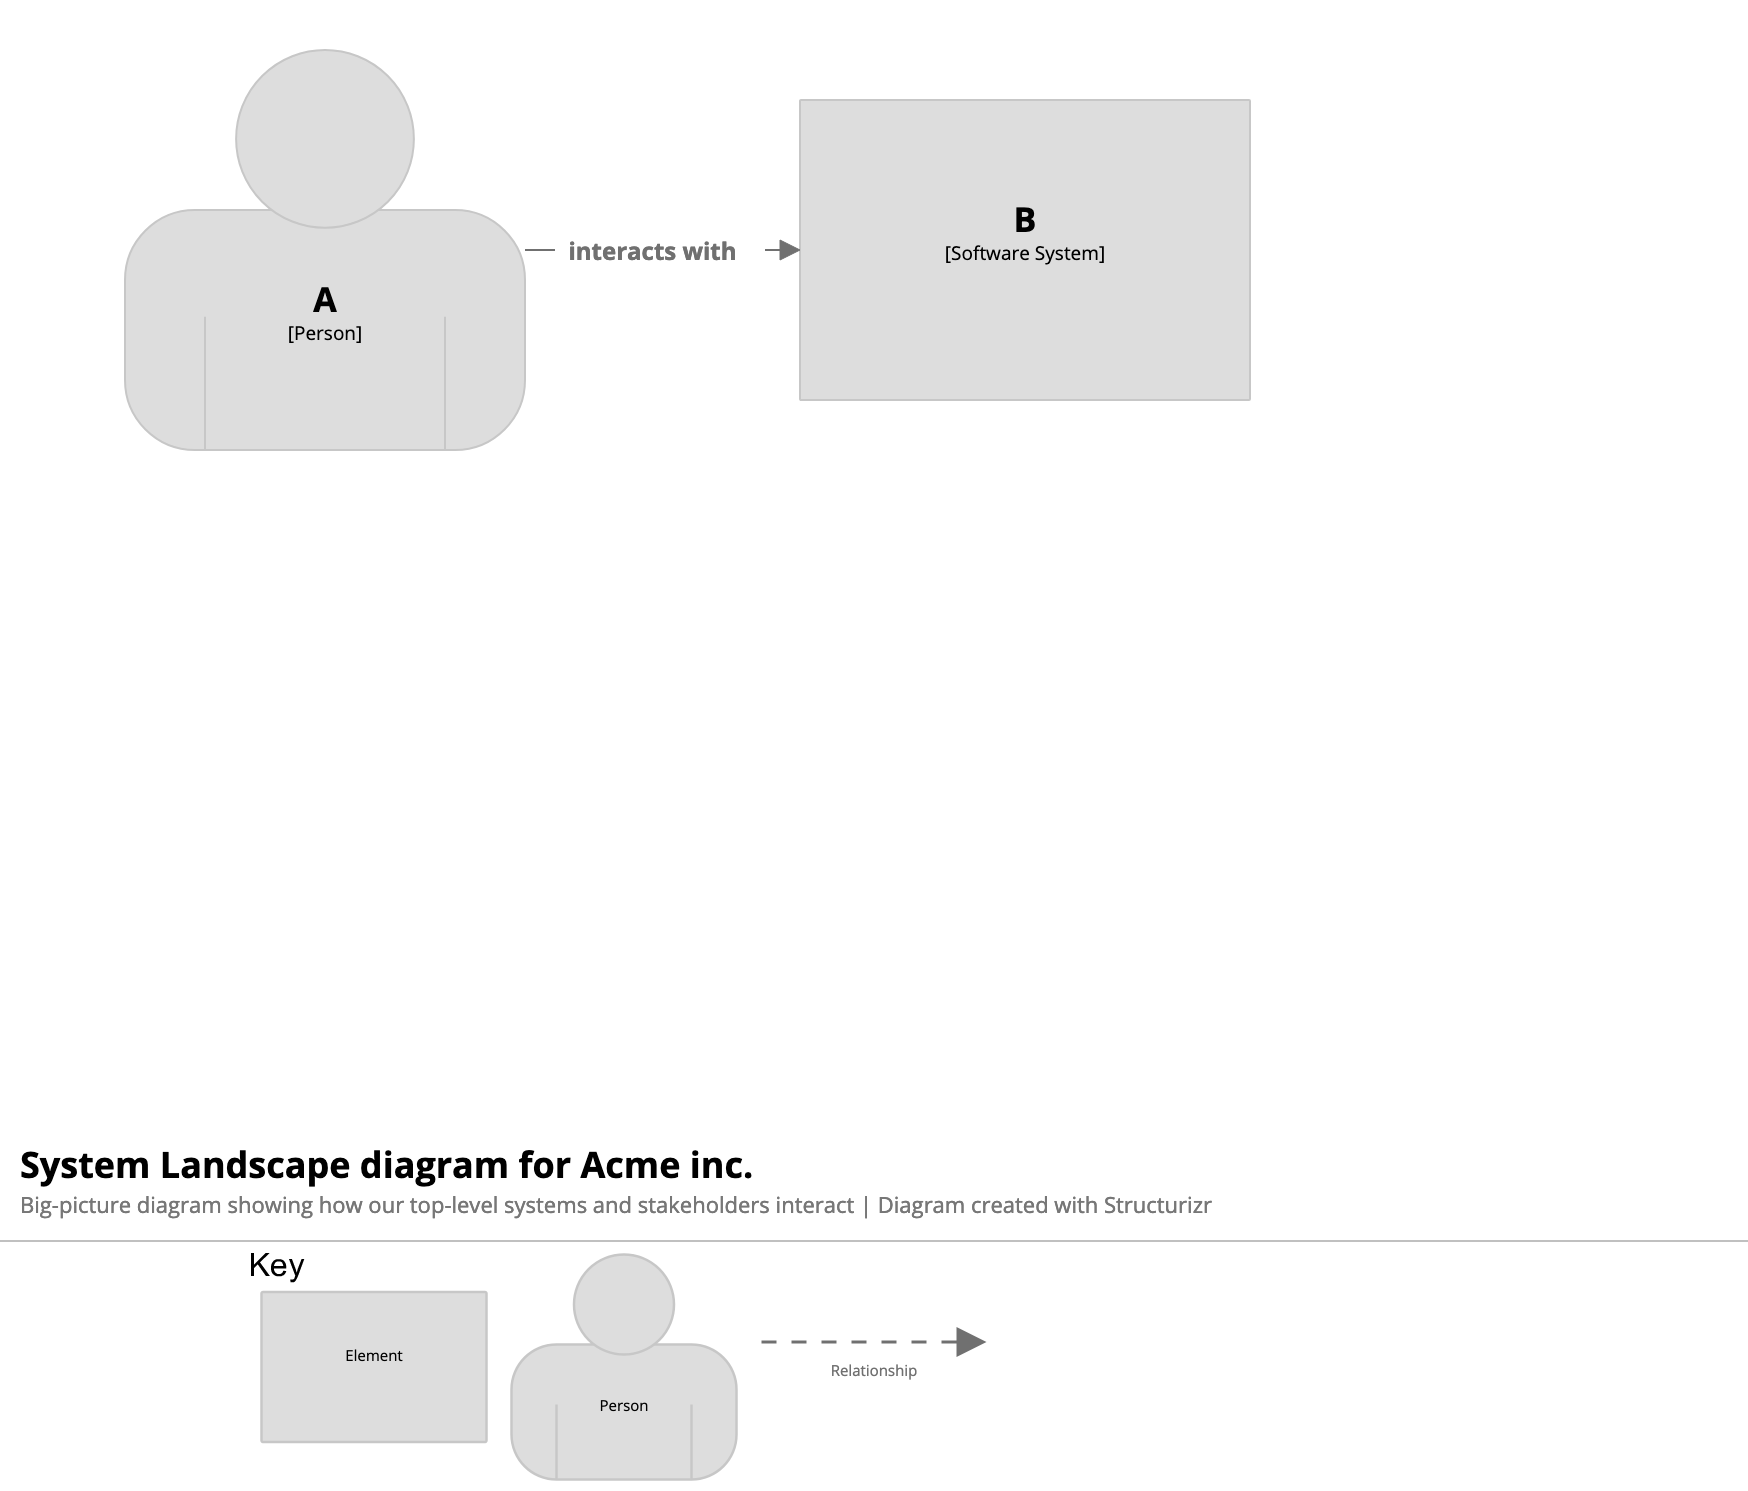 A
[Person]
interacts with
B
[Software System]
System Landscape diagram for Acme inc.
Big-picture diagram showing how our top-level systems and stakeholders interact | Diagram created with Structurizr
Key
Element
Person
Relationship